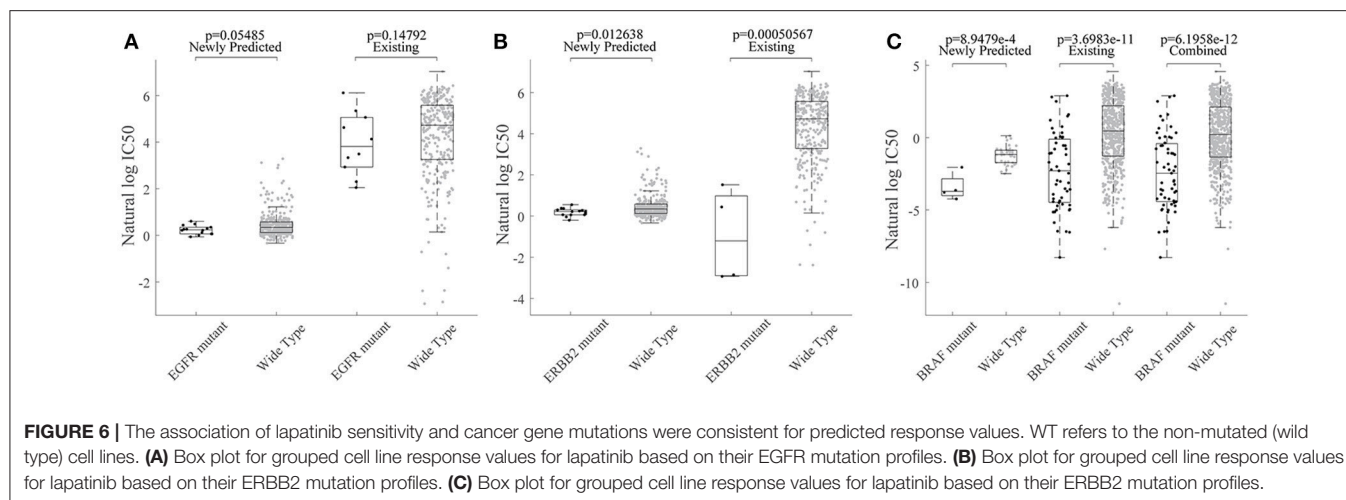 A
p=0.05485
Newly Predicted
p=0.14792
Existing
Natural log IC50
6
4
2
0
-2
EGFR mutant
Wide Type
EGFR mutant
Wide Type
B
p=0.012638
Newly Predicted
p=0.00050567
Existing
Natural log IC50
6
4
2
0
-2
-4
ERBB2 mutant
Wide Type
ERBB2 mutant
Wide Type
C
p=8.9479e-4
Newly Predicted
p=3.6983e-11
Existing
p=6.1958e-12
Combined
Natural log IC50
5
0
-5
-10
BRAF mutant
Wide Type
BRAF mutant
Wide Type
BRAF mutant
Wide Type
FIGURE 6 | The association of lapatinib sensitivity and cancer gene mutations were consistent for predicted response values. WT refers to the non-mutated (wild
type) cell lines. (A) Box plot for grouped cell line response values for lapatinib based on their EGFR mutation profiles. (B) Box plot for grouped cell line response values
for lapatinib based on their ERBB2 mutation profiles. (C) Box plot for grouped cell line response values for lapatinib based on their ERBB2 mutation profiles.